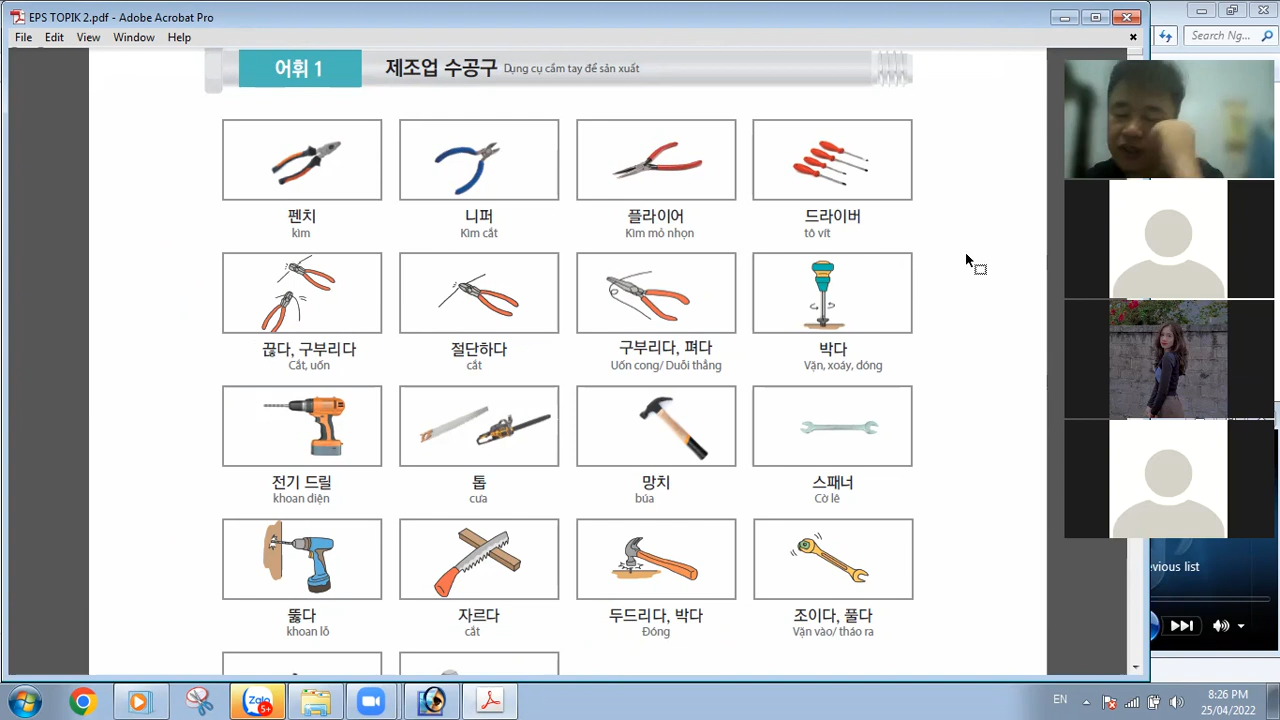 EPS TOPIK 2.pdf - Adobe Acrobat Pro
File Edit View Window Help
Search Ng...
어휘 1 제조업 수공구 Dụng cụ cầm tay để sản xuất
펜치 니퍼 플라이어 드라이버
kìm Kìm cắt Kìm mỏ nhọn tô vít
끊다, 구부리다 절단하다 구부리다, 펴다 박다
Cắt, uốn cắt Uốn cong/ Duỗi thẳng Vặn, xoáy, đóng
전기 드릴 톱 망치 스패너
khoan điện cưa búa Cờ lê
뚫다 자르다 두드리다, 박다 조이다, 풀다
khoan lỗ cắt Đóng Vặn vào/ tháo ra
evious list
Zalo
5+
EN
8:26 PM
25/04/2022